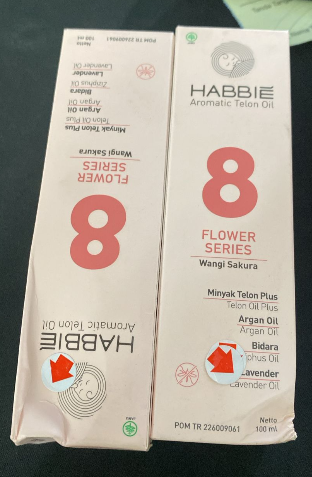 HABBIE
Aromatic Telon Oil
8
FLOWER
SERIES
Wangi Sakura
Minyak Telon Plus
Telon Oil Plus
Argan Oil
Argan Oil
Bidara
Zizyphus Oil
Lavender
Lavender Oil
Netto
100 ml
POM TR 226009061
HABBIE
Aromatic Telon Oil
8
FLOWER
SERIES
Wangi Sakura
Minyak Telon Plus
Telon Oil Plus
Argan Oil
Argan Oil
Bidara
phus Oil
Lavender
Lavender Oil
POM TR 226009061
Netto
100 ml